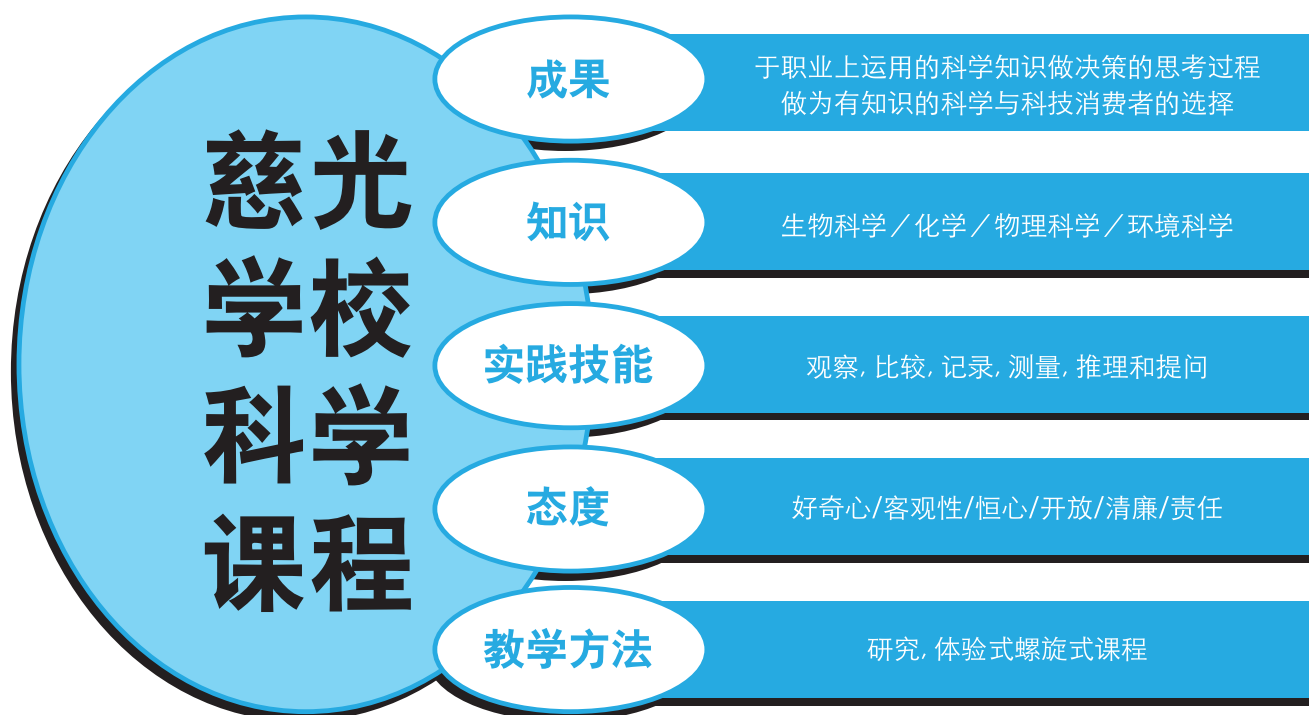 慈光
学校
科学
课程
成果
于职业上运用的科学知识做决策的思考过程
做为有知识的科学与科技消费者的选择
知识
生物科学／化学／物理科学／环境科学
实践技能
观察, 比较, 记录, 测量, 推理和提问
态度
好奇心/客观性/恒心/开放/清廉/责任
教学方法
研究, 体验式螺旋式课程